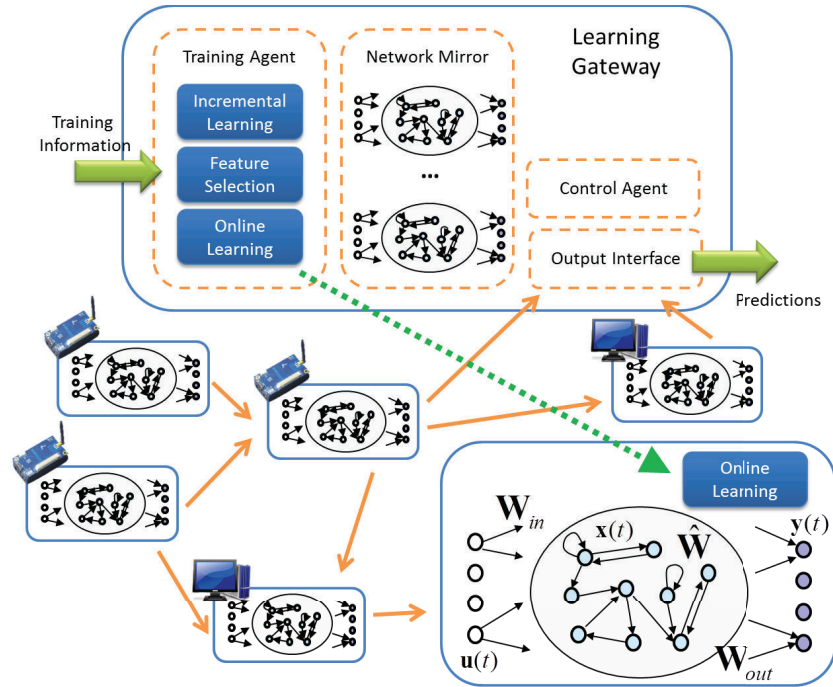 Learning
Gateway
Training Agent
Network Mirror
Training
Information
Incremental
Learning
Feature
Selection
Online
Learning
...
Control Agent
Output Interface
Predictions
Online
Learning
W_in
x(t)
Ŵ
y(t)
u(t)
W_out